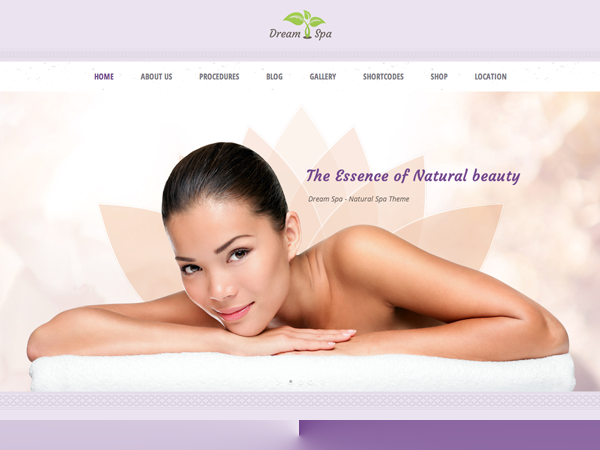 Dream Spa
HOME ABOUT US PROCEDURES BLOG GALLERY SHORTCODES SHOP LOCATION
The Essence of Natural beauty
Dream Spa - Natural Spa Theme